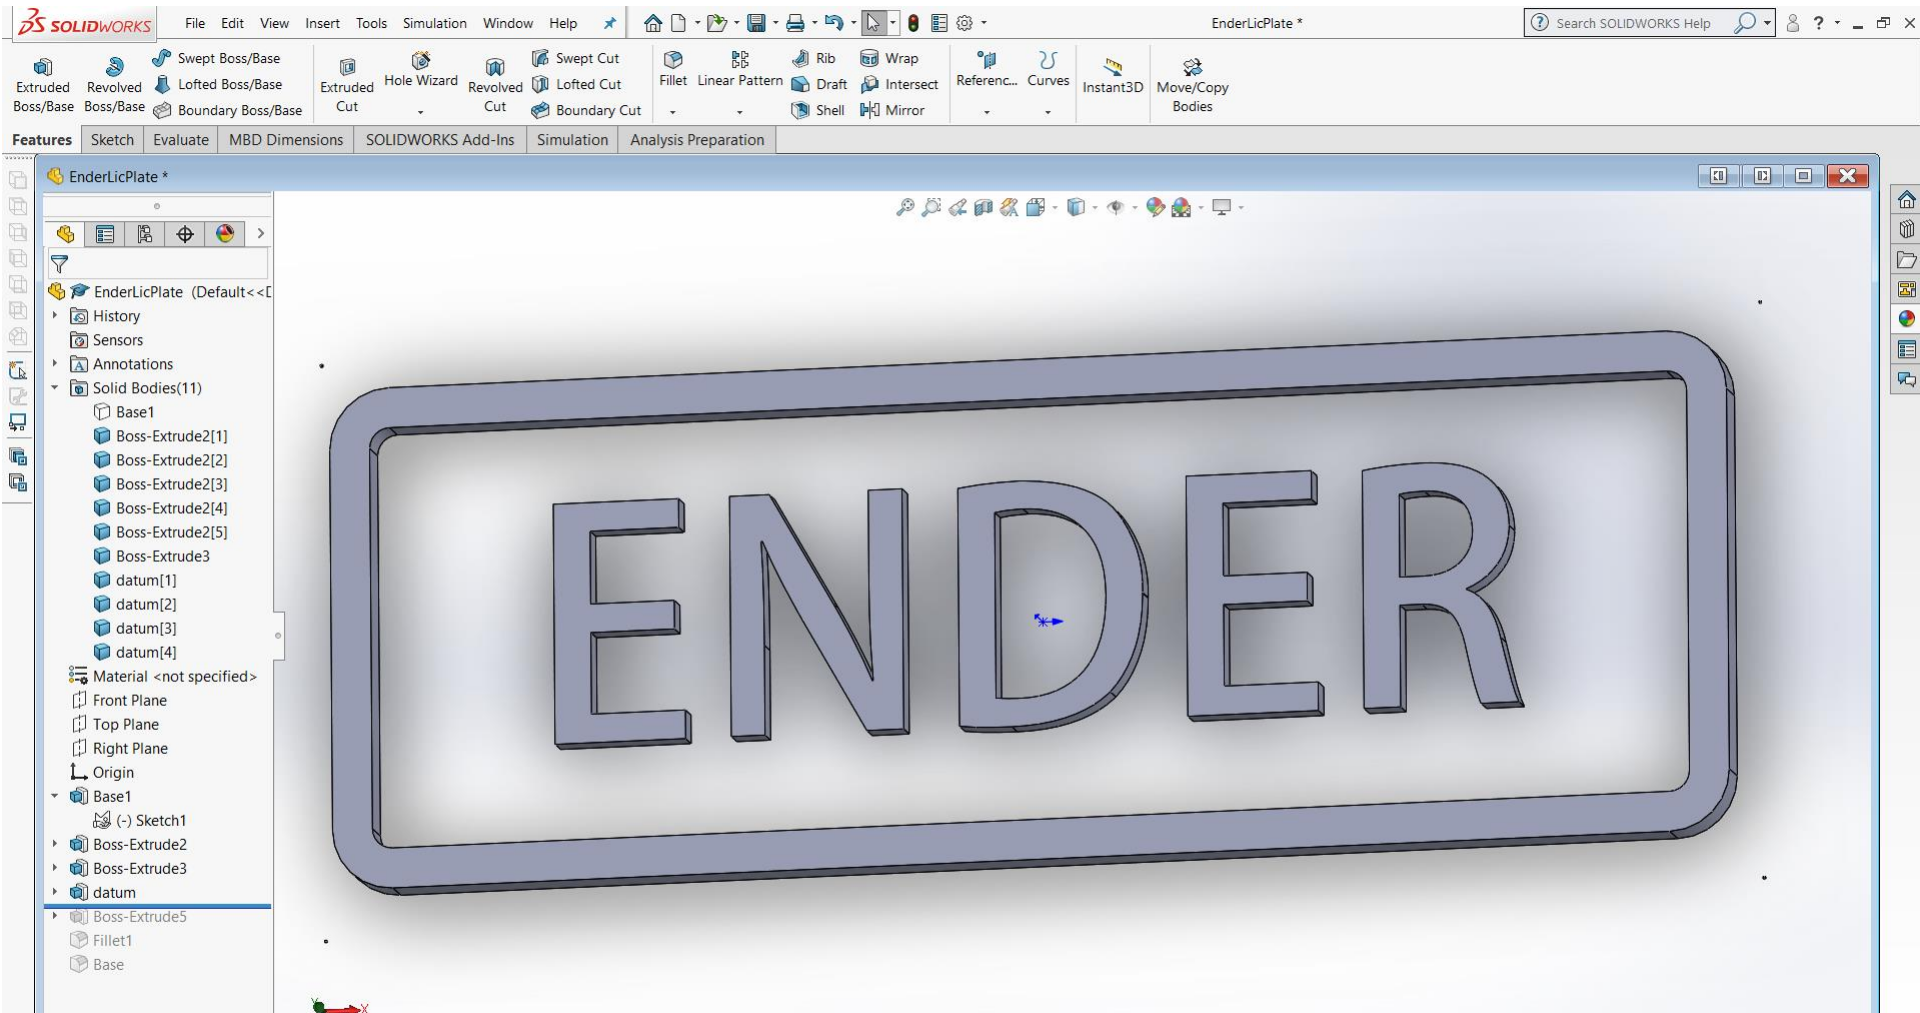 SOLIDWORKS File Edit View Insert Tools Simulation Window Help EnderLicPlate * Search SOLIDWORKS Help
Extruded Boss/Base
Revolved Boss/Base
Swept Boss/Base
Lofted Boss/Base
Boundary Boss/Base
Extruded Cut
Hole Wizard
Revolved Cut
Swept Cut
Lofted Cut
Boundary Cut
Fillet
Linear Pattern
Rib
Draft
Shell
Wrap
Intersect
Mirror
Referenc...
Curves
Instant3D
Move/Copy Bodies
Features Sketch Evaluate MBD Dimensions SOLIDWORKS Add-Ins Simulation Analysis Preparation
EnderLicPlate *
EnderLicPlate (Default<<D
History
Sensors
Annotations
Solid Bodies(11)
Base1
Boss-Extrude2[1]
Boss-Extrude2[2]
Boss-Extrude2[3]
Boss-Extrude2[4]
Boss-Extrude2[5]
Boss-Extrude3
datum[1]
datum[2]
datum[3]
datum[4]
Material <not specified>
Front Plane
Top Plane
Right Plane
Origin
Base1
(-) Sketch1
Boss-Extrude2
Boss-Extrude3
datum
Boss-Extrude5
Fillet1
Base
ENDER
Y
X